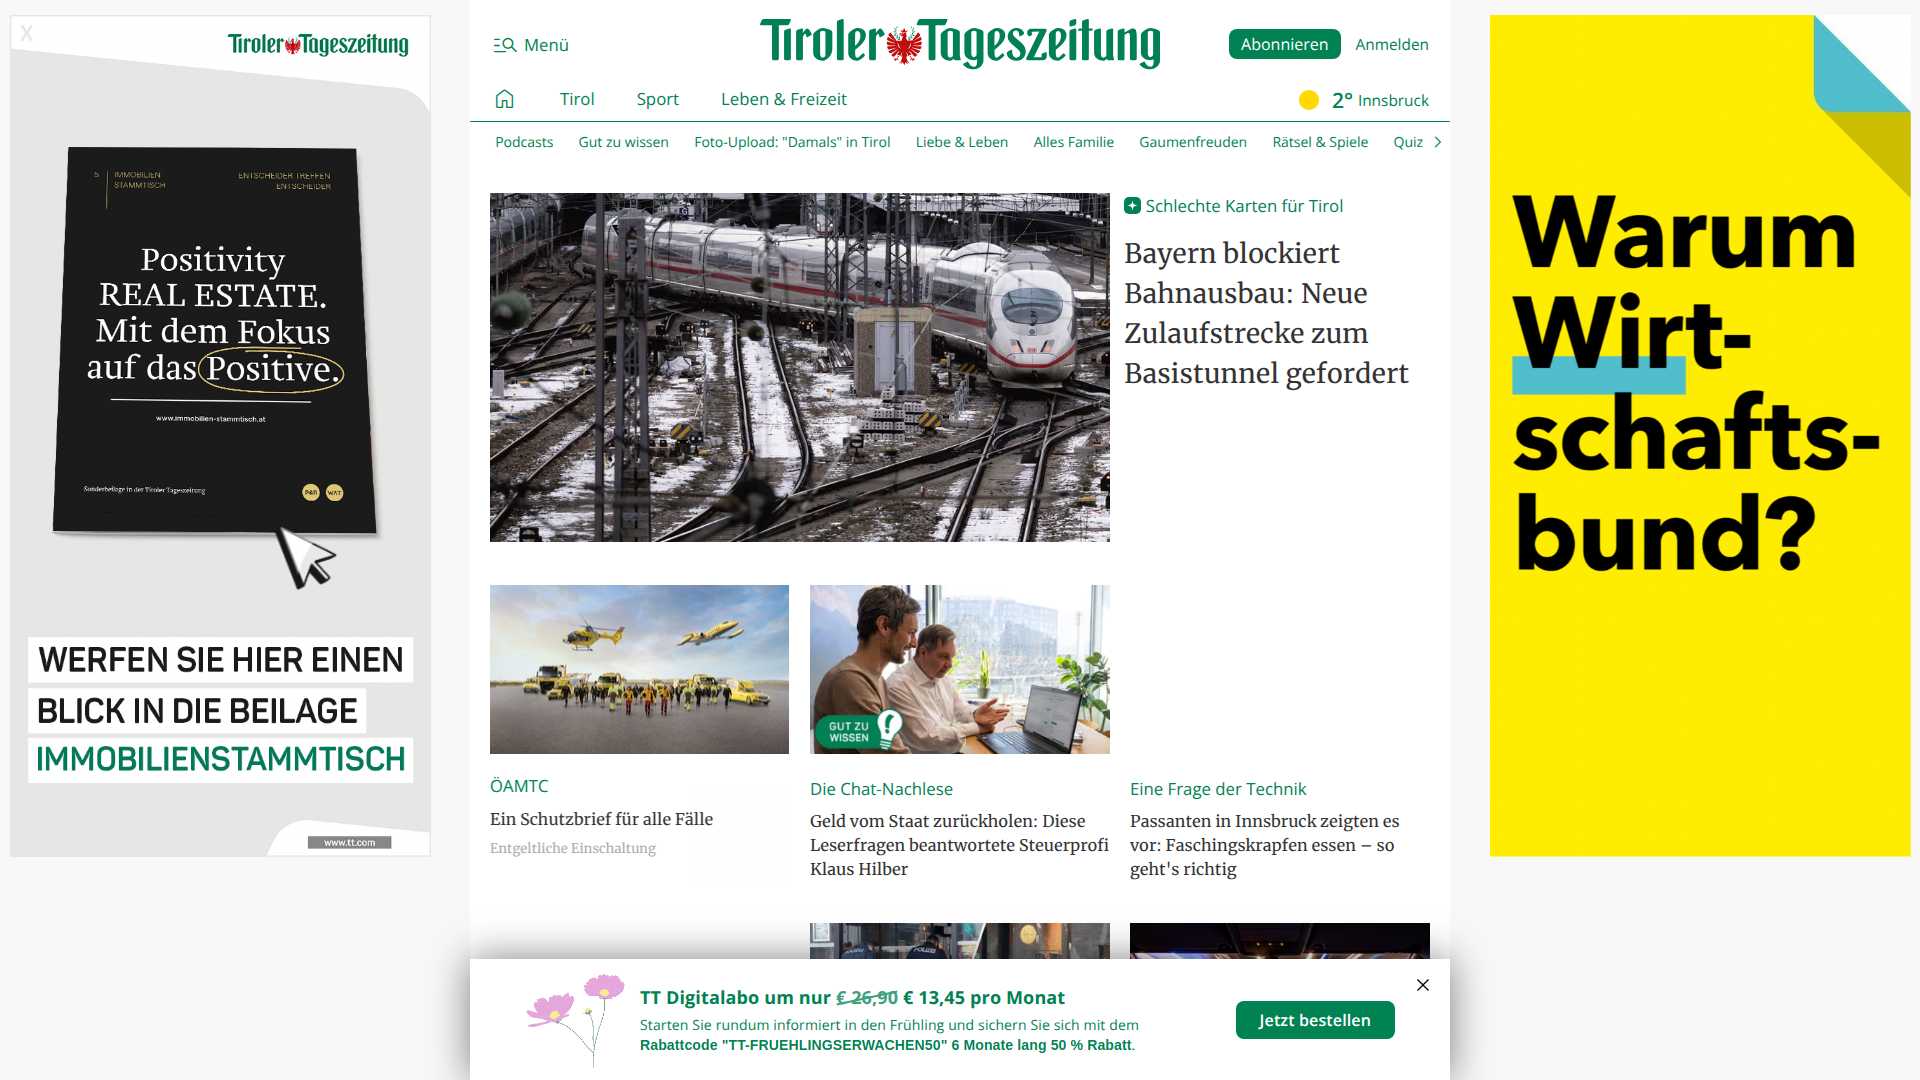 X
Tiroler Tageszeitung
5
IMMOBILIEN
STAMMTISCH
ENTSCHEIDER TREFFEN
ENTSCHEIDER
Positivity
REAL ESTATE.
Mit dem Fokus
auf das Positive.
www.immobilien-stammtisch.at
Sonderbeilage in der Tiroler Tageszeitung
P&R
WAT
WERFEN SIE HIER EINEN
BLICK IN DIE BEILAGE
IMMOBILIENSTAMMTISCH
www.tt.com
Menü
Tiroler Tageszeitung
Abonnieren
Anmelden
Tirol
Sport
Leben & Freizeit
2° Innsbruck
Podcasts
Gut zu wissen
Foto-Upload: "Damals" in Tirol
Liebe & Leben
Alles Familie
Gaumenfreuden
Rätsel & Spiele
Quiz
Schlechte Karten für Tirol
Bayern blockiert
Bahnausbau: Neue
Zulaufstrecke zum
Basistunnel gefordert
ÖAMTC
Ein Schutzbrief für alle Fälle
Entgeltliche Einschaltung
GUT ZU
WISSEN
Die Chat-Nachlese
Geld vom Staat zurückholen: Diese
Leserfragen beantwortete Steuerprofi
Klaus Hilber
Eine Frage der Technik
Passanten in Innsbruck zeigten es
vor: Faschingskrapfen essen – so
geht's richtig
POLIZEI
TT Digitalabo um nur € 26,90 € 13,45 pro Monat
Starten Sie rundum informiert in den Frühling und sichern Sie sich mit dem
Rabattcode "TT-FRUEHLINGSERWACHEN50" 6 Monate lang 50 % Rabatt.
Jetzt bestellen
Warum
Wirt-
schafts-
bund?